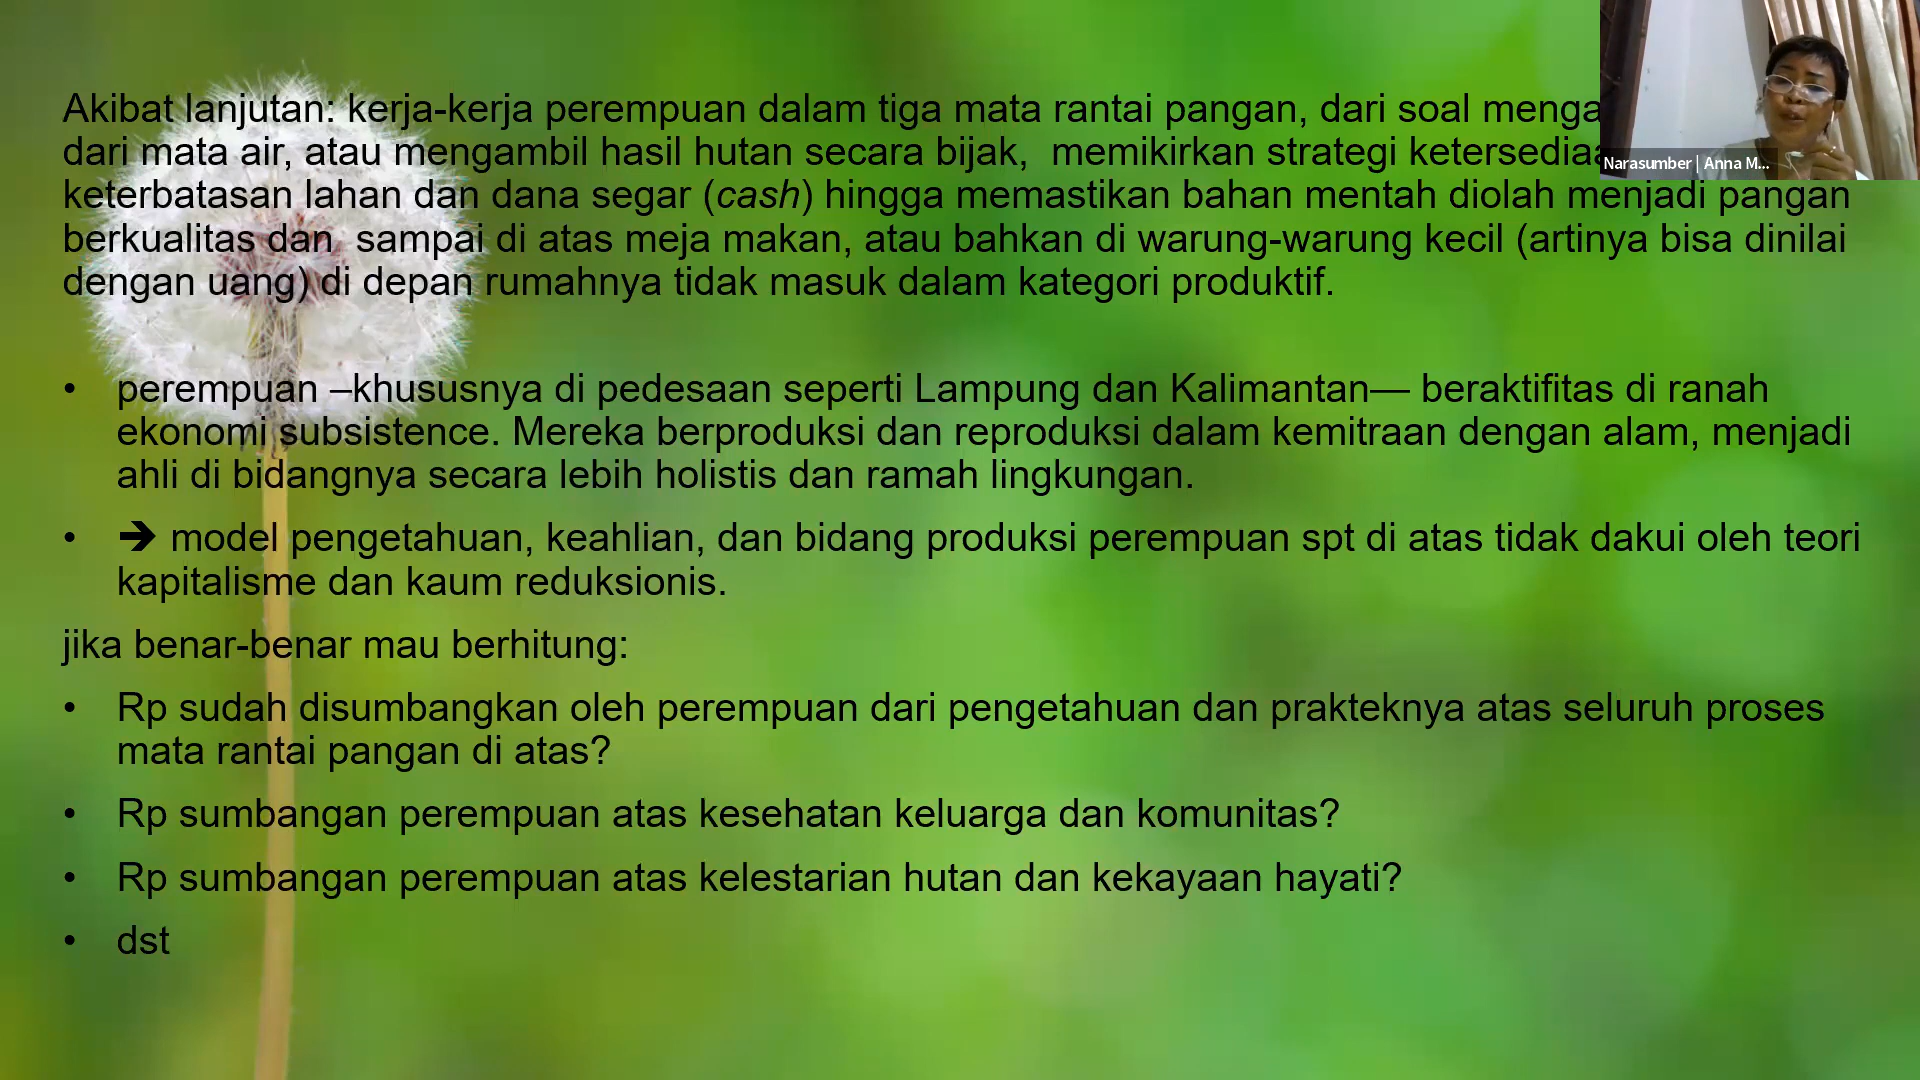 Akibat lanjutan: kerja-kerja perempuan dalam tiga mata rantai pangan, dari soal
dari mata air, atau mengambil hasil hutan secara bijak,  memikirkan strategi
keterbatasan lahan dan dana segar (cash) hingga memastikan bahan mentah diolah menjadi pangan
berkualitas dan  sampai di atas meja makan, atau bahkan di warung-warung kecil (artinya bisa dinilai
dengan uang) di depan rumahnya tidak masuk dalam kategori produktif.
• perempuan –khususnya di pedesaan seperti Lampung dan Kalimantan— beraktifitas di ranah
ekonomi subsistence. Mereka berproduksi dan reproduksi dalam kemitraan dengan alam, menjadi
ahli di bidangnya secara lebih holistis dan ramah lingkungan.
• ➔ model pengetahuan, keahlian, dan bidang produksi perempuan spt di atas tidak dakui oleh teori
kapitalisme dan kaum reduksionis.
jika benar-benar mau berhitung:
• Rp sudah disumbangkan oleh perempuan dari pengetahuan dan prakteknya atas seluruh proses
mata rantai pangan di atas?
• Rp sumbangan perempuan atas kesehatan keluarga dan komunitas?
• Rp sumbangan perempuan atas kelestarian hutan dan kekayaan hayati?
• dst
Narasumber | Anna M...